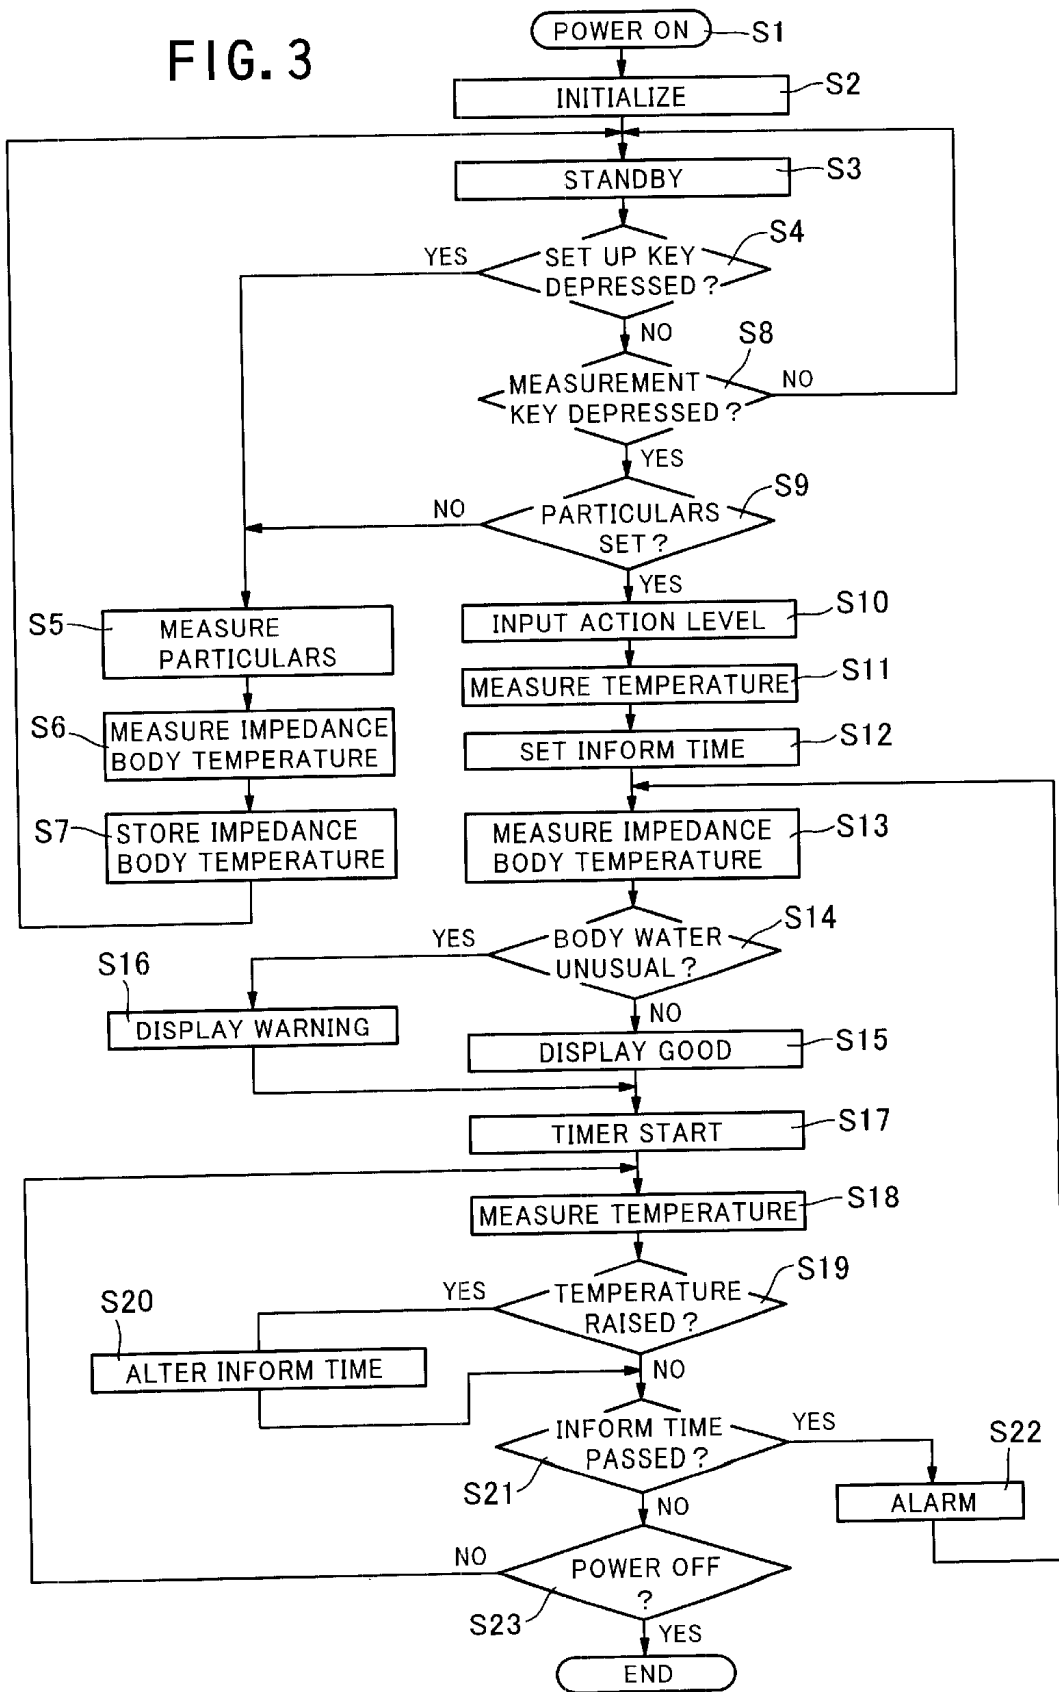 FIG. 3
POWER ON
S1
INITIALIZE
S2
STANDBY
S3
SET UP KEY
DEPRESSED?
S4
YES
NO
MEASUREMENT
KEY DEPRESSED?
S8
NO
YES
PARTICULARS
SET?
S9
NO
YES
S5
MEASURE
PARTICULARS
INPUT ACTION LEVEL
S10
MEASURE TEMPERATURE
S11
S6
MEASURE IMPEDANCE
BODY TEMPERATURE
SET INFORM TIME
S12
S7
STORE IMPEDANCE
BODY TEMPERATURE
MEASURE IMPEDANCE
BODY TEMPERATURE
S13
BODY WATER
UNUSUAL?
S14
YES
NO
S16
DISPLAY WARNING
DISPLAY GOOD
S15
TIMER START
S17
MEASURE TEMPERATURE
S18
TEMPERATURE
RAISED?
S19
YES
NO
S20
ALTER INFORM TIME
INFORM TIME
PASSED?
S21
YES
NO
S22
ALARM
POWER OFF
?
S23
NO
YES
END